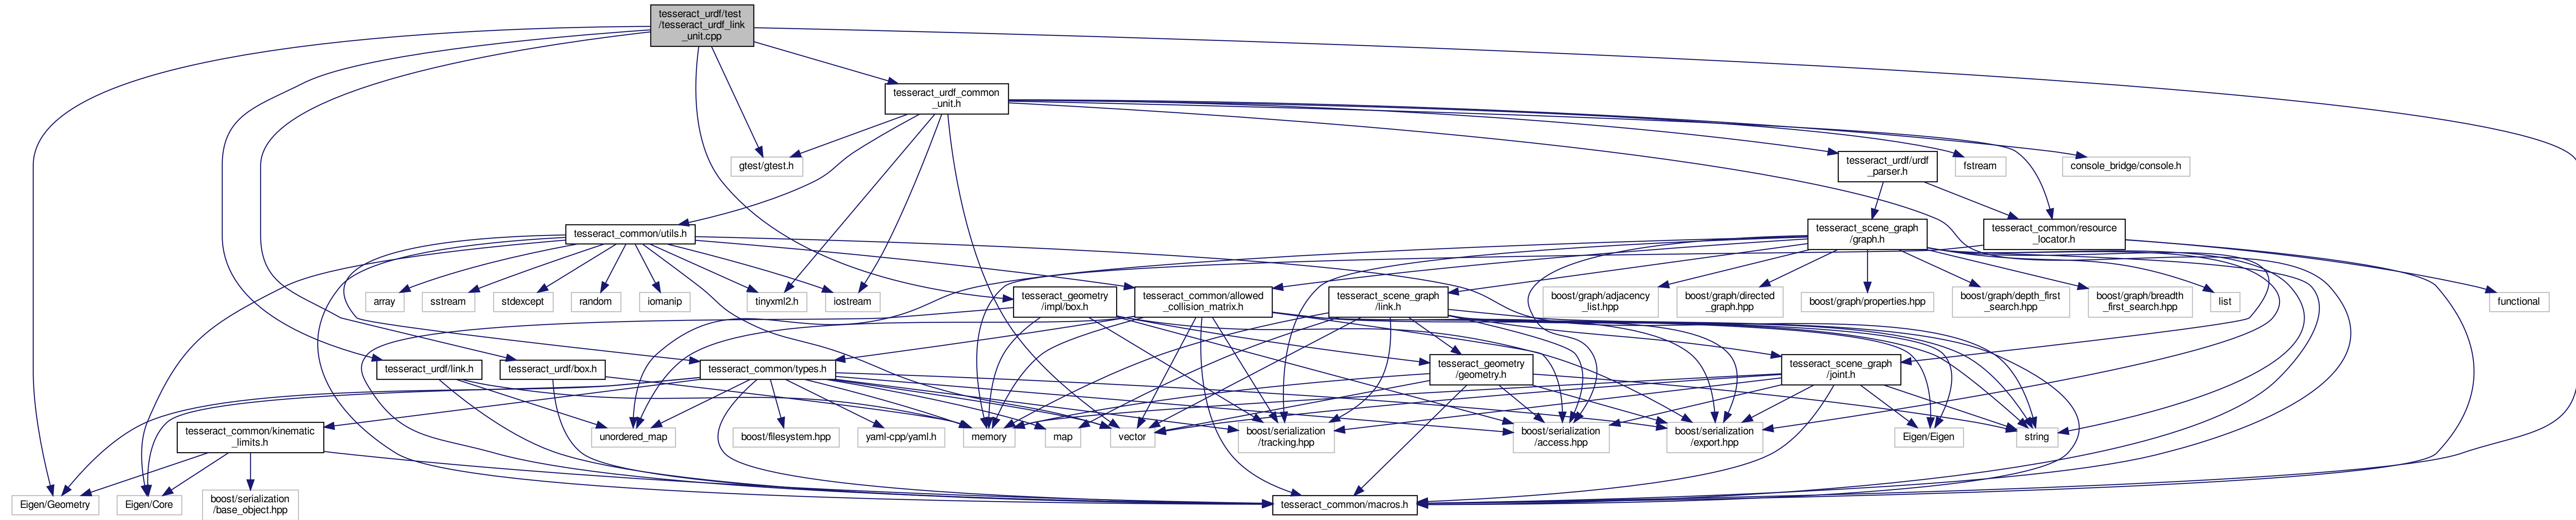 tesseract_urdf/test
/tesseract_urdf_link
_unit.cpp
tesseract_urdf_common
_unit.h
gtest/gtest.h
tesseract_urdf/urdf
_parser.h
fstream
console_bridge/console.h
tesseract_common/utils.h
tesseract_scene_graph
/graph.h
tesseract_common/resource
_locator.h
array
sstream
stdexcept
random
iomanip
tinyxml2.h
iostream
tesseract_geometry
/impl/box.h
tesseract_common/allowed
_collision_matrix.h
tesseract_scene_graph
/link.h
boost/graph/adjacency
_list.hpp
boost/graph/directed
_graph.hpp
boost/graph/properties.hpp
boost/graph/depth_first
_search.hpp
boost/graph/breadth
_first_search.hpp
list
functional
tesseract_urdf/link.h
tesseract_urdf/box.h
tesseract_common/types.h
tesseract_geometry
/geometry.h
tesseract_scene_graph
/joint.h
tesseract_common/kinematic
_limits.h
unordered_map
boost/filesystem.hpp
yaml-cpp/yaml.h
memory
map
vector
boost/serialization
/tracking.hpp
boost/serialization
/access.hpp
boost/serialization
/export.hpp
Eigen/Eigen
string
Eigen/Geometry
Eigen/Core
boost/serialization
/base_object.hpp
tesseract_common/macros.h